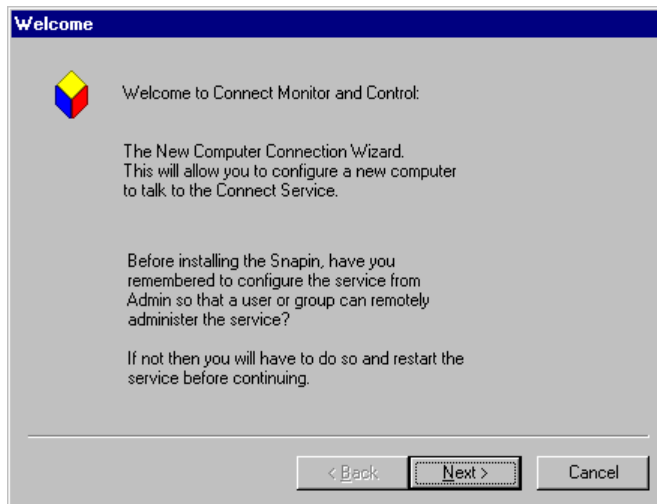 Welcome
Welcome to Connect Monitor and Control:
The New Computer Connection Wizard.
This will allow you to configure a new computer
to talk to the Connect Service.
Before installing the Snapin, have you
remembered to configure the service from
Admin so that a user or group can remotely
administer the service?
If not then you will have to do so and restart the
service before continuing.
< Back
Next >
Cancel